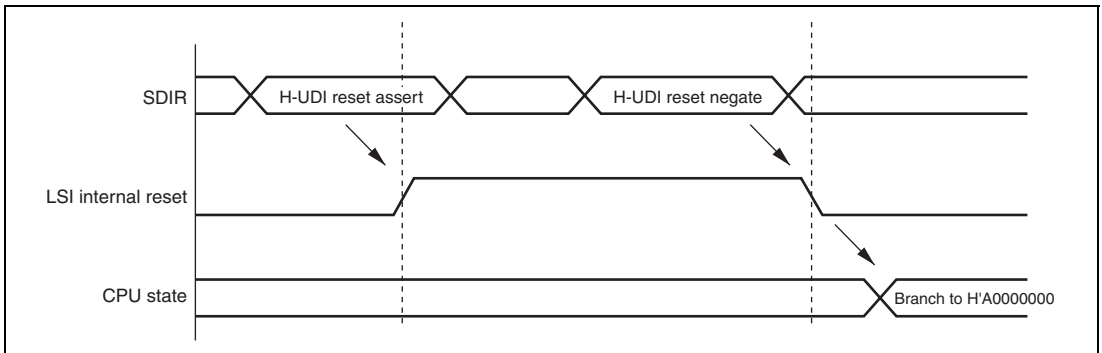 SDIR
H-UDI reset assert
H-UDI reset negate
LSI internal reset
CPU state
Branch to H'A0000000